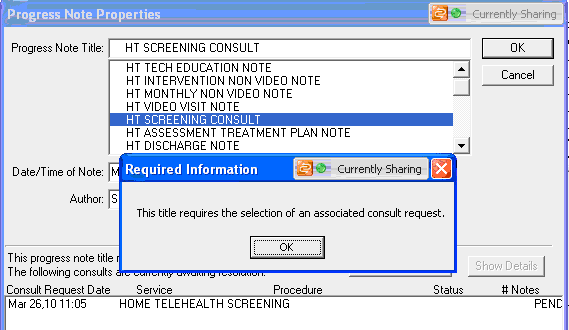 Progress Note Properties
Currently Sharing
Progress Note Title: HT SCREENING CONSULT
OK
HT TECH EDUCATION NOTE
Cancel
HT INTERVENTION NON VIDEO NOTE
HT MONTHLY NON VIDEO NOTE
HT VIDEO VISIT NOTE
HT SCREENING CONSULT
HT ASSESSMENT TREATMENT PLAN NOTE
HT DISCHARGE NOTE
Required Information
Currently Sharing
Date/Time of Note: M
Author: S
This title requires the selection of an associated consult request.
OK
This progress note title
Show Details
The following consults are currently awaiting resolution:
Consult Request Date Service Procedure Status # Notes
Mar 26,10 11:05 HOME TELEHEALTH SCREENING PEND